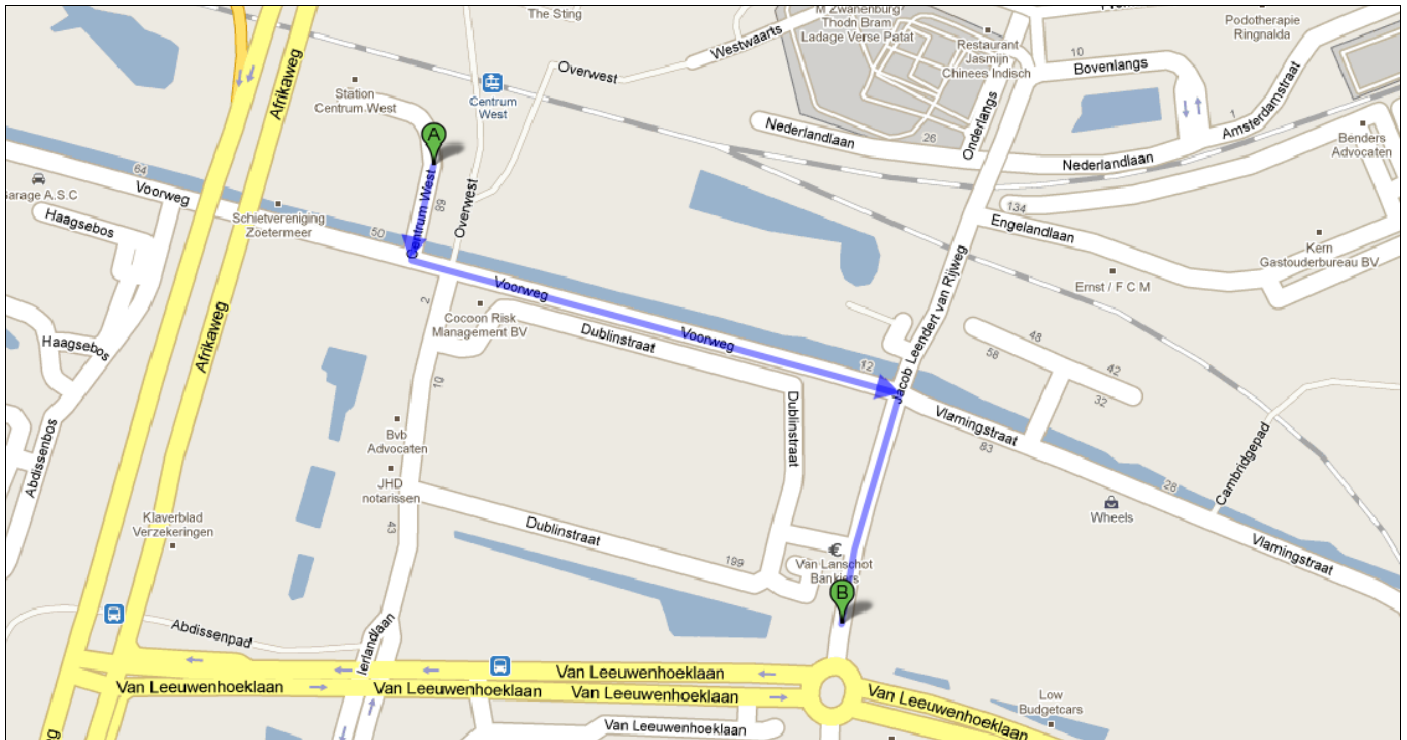 The Sting
M Zwanenburg
Thodn Bram
Ladage Verse Patat
Podotherapie
Ringnalda
Westwaarts
Restaurant
Jasmijn
Chinees Indisch
10
Bovenlangs
Overwest
Station
Centrum West
Centrum
West
Afrikaweg
Onderlangs
1
Amsterdamstraat
Nederlandlaan
26
Nederlandlaan
Benders
Advocaten
A
64
Voorweg
Garage A.S.C
Haagsebos
Schietvereniging
Zoetermeer
50
Centrum West
68
Overwest
134
Engelandlaan
Kern
Gastouderbureau BV
Ernst / F C M
Jacob Leendert van Rijweg
Voorweg
2
Cocoon Risk
Management BV
Dublinstraat
Voorweg
12
48
58
42
32
Haagsebos
Afrikaweg
10
Dublinstraat
Vlamingstraat
83
Cambridgepad
Abdissenbos
Bvb
Advocaten
JHD
notarissen
28
Wheels
Klaverblad
Verzekeringen
43
Dublinstraat
199
€
Van Lanschot
Bankiers
Vlamingstraat
B
Abdissenpad
Ierlandlaan
Van Leeuwenhoeklaan
Van Leeuwenhoeklaan
Van Leeuwenhoeklaan
Van Leeuwenhoeklaan
Van Leeuwenhoeklaan
Low
Budgetcars
Van Leeuwenhoeklaan